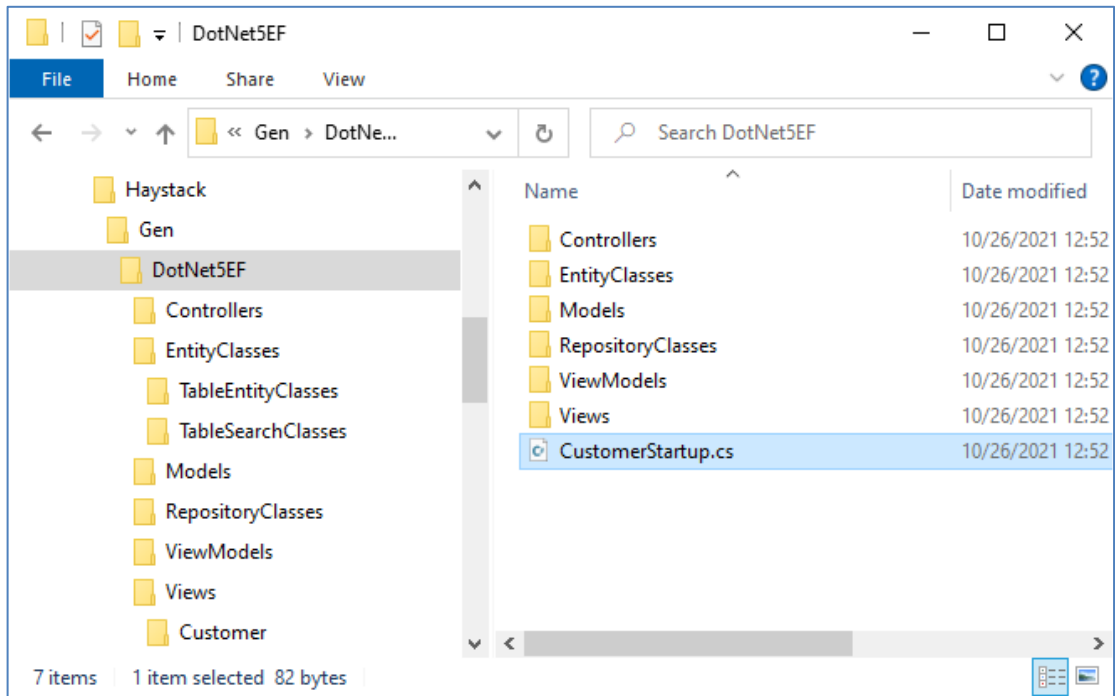 DotNet5EF
File Home Share View
« Gen > DotNe... Search DotNet5EF
Haystack
Gen
DotNet5EF
Controllers
EntityClasses
TableEntityClasses
TableSearchClasses
Models
RepositoryClasses
ViewModels
Views
Customer
Name Date modified
Controllers 10/26/2021 12:52
EntityClasses 10/26/2021 12:52
Models 10/26/2021 12:52
RepositoryClasses 10/26/2021 12:52
ViewModels 10/26/2021 12:52
Views 10/26/2021 12:52
CustomerStartup.cs 10/26/2021 12:52
7 items 1 item selected 82 bytes